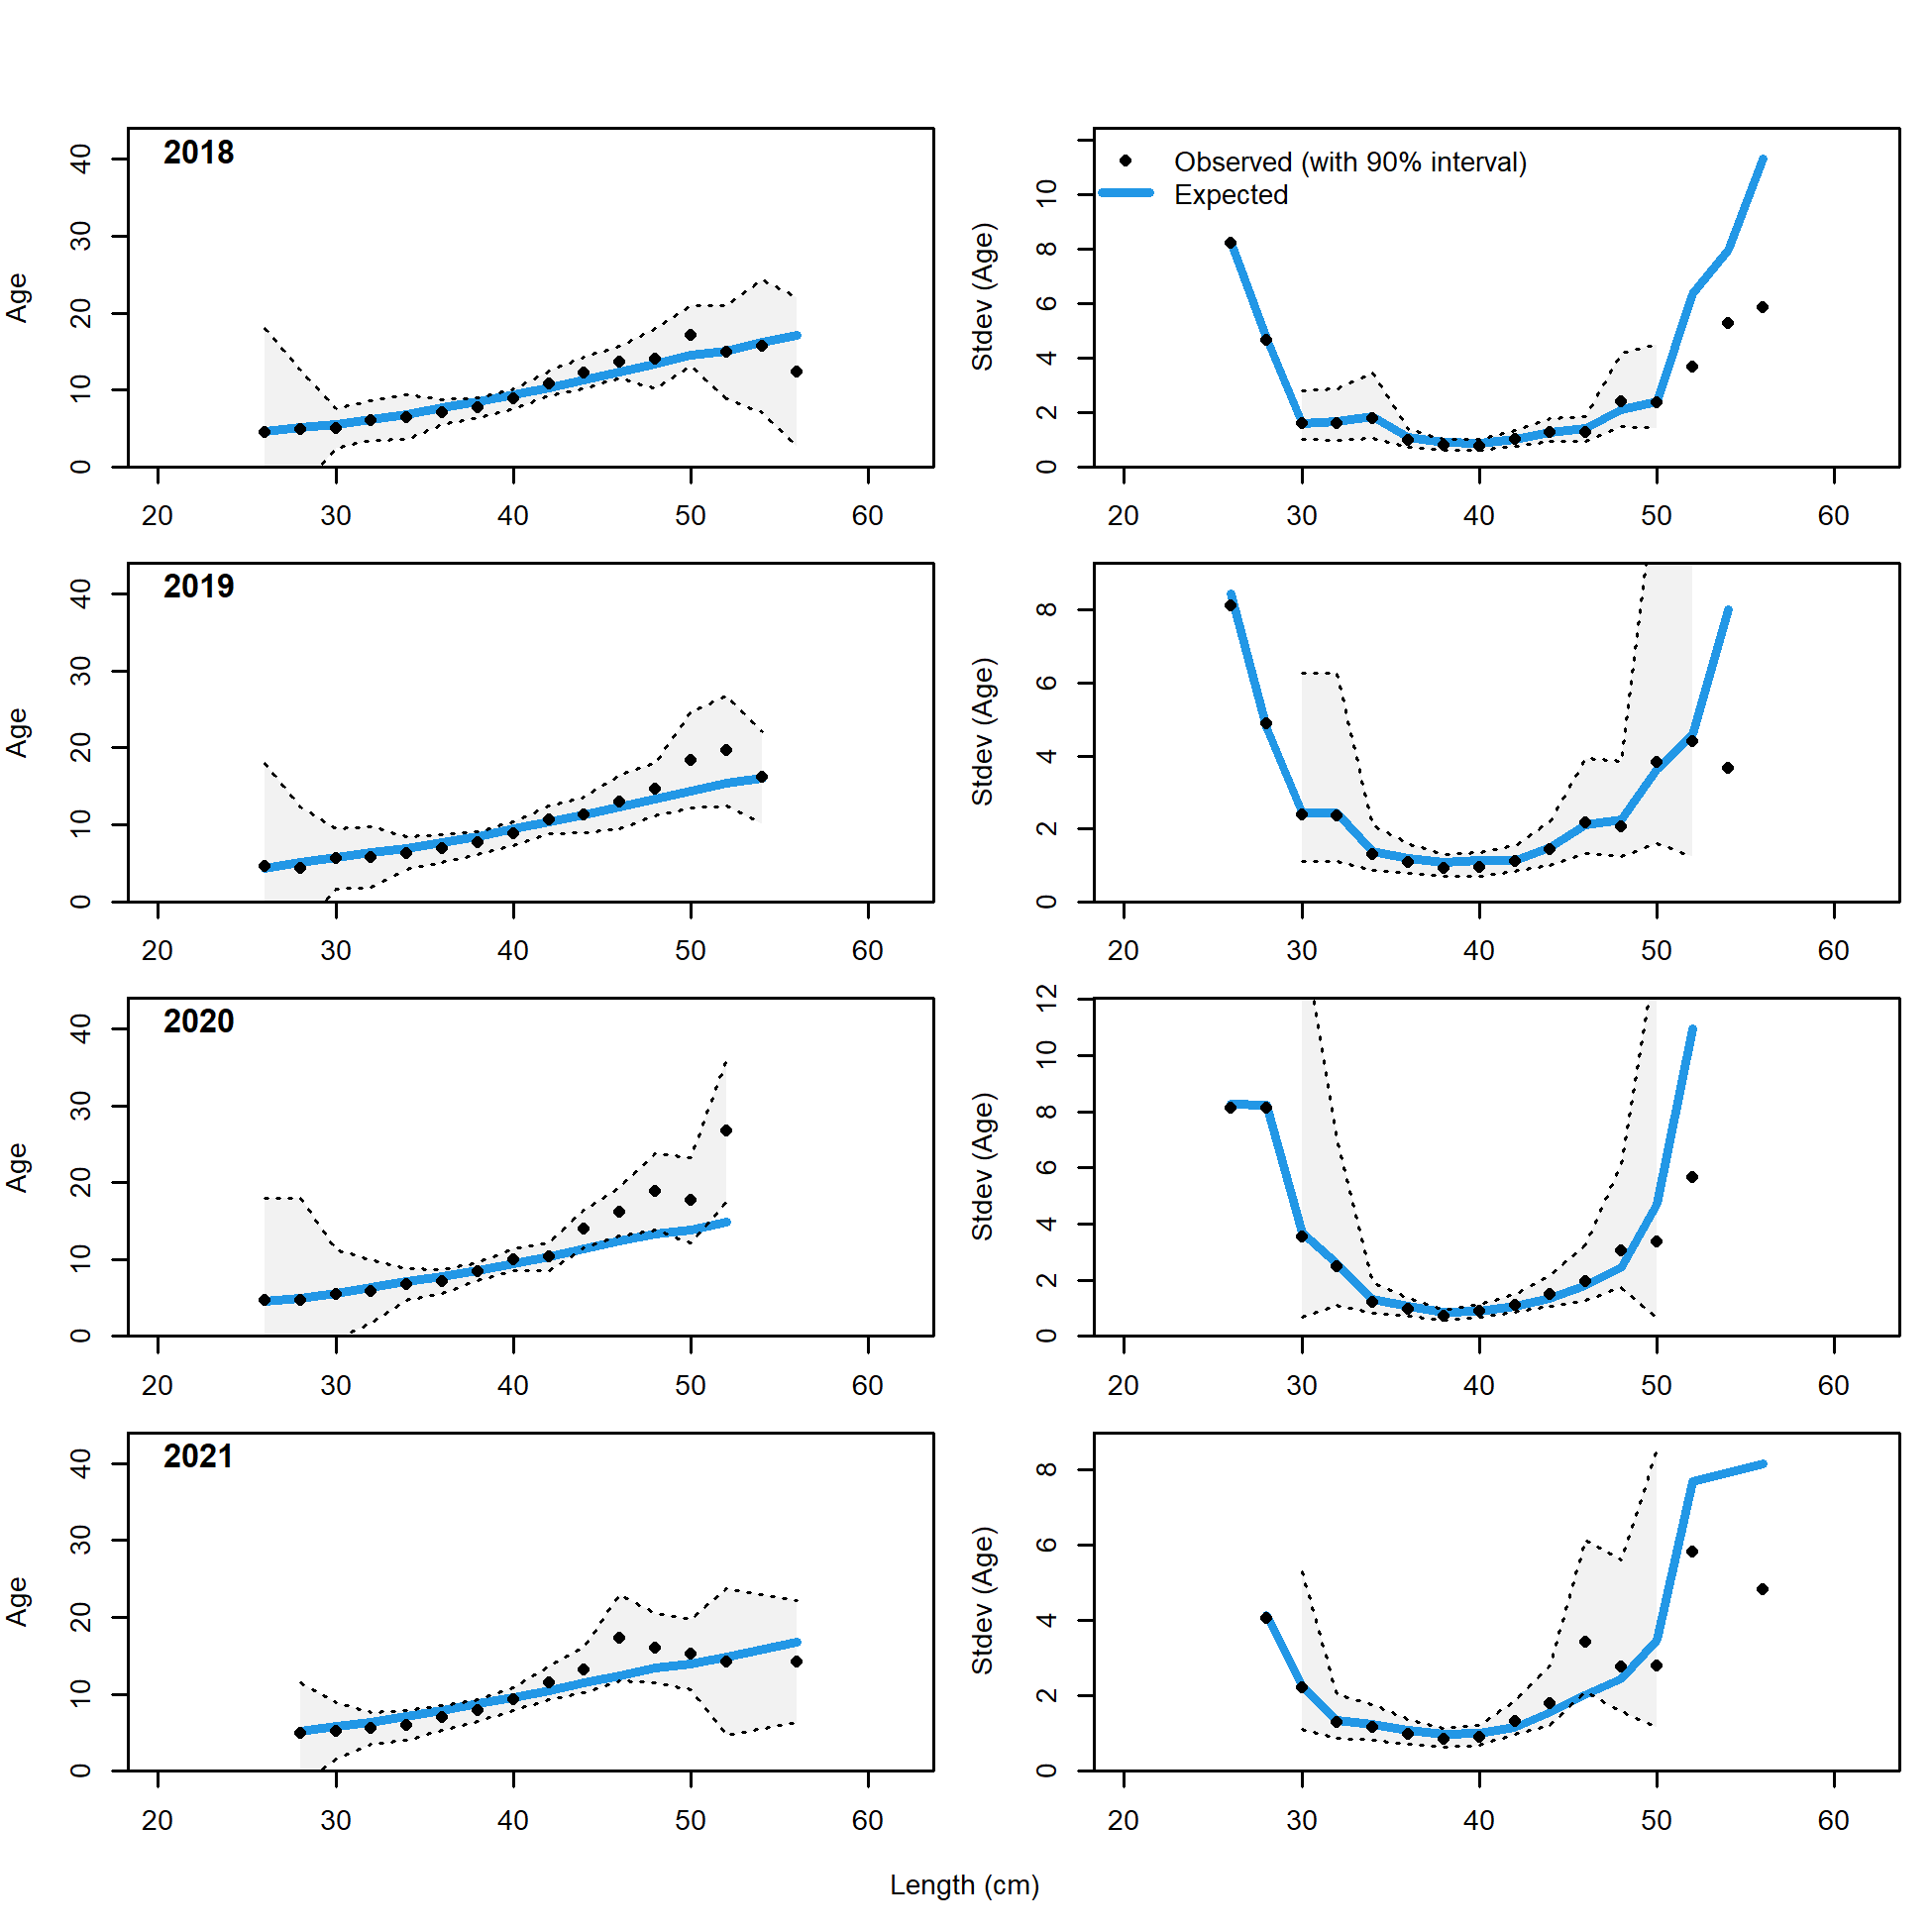 2018
Age
0 10 20 30 40
20 30 40 50 60
Observed (with 90% interval)
Expected
Stdev (Age)
0 2 4 6 8 10
20 30 40 50 60
2019
Age
0 10 20 30 40
20 30 40 50 60
Stdev (Age)
0 2 4 6 8
20 30 40 50 60
2020
Age
0 10 20 30 40
20 30 40 50 60
Stdev (Age)
0 2 4 6 8 10 12
20 30 40 50 60
2021
Age
0 10 20 30 40
20 30 40 50 60
Stdev (Age)
0 2 4 6 8
20 30 40 50 60
Length (cm)